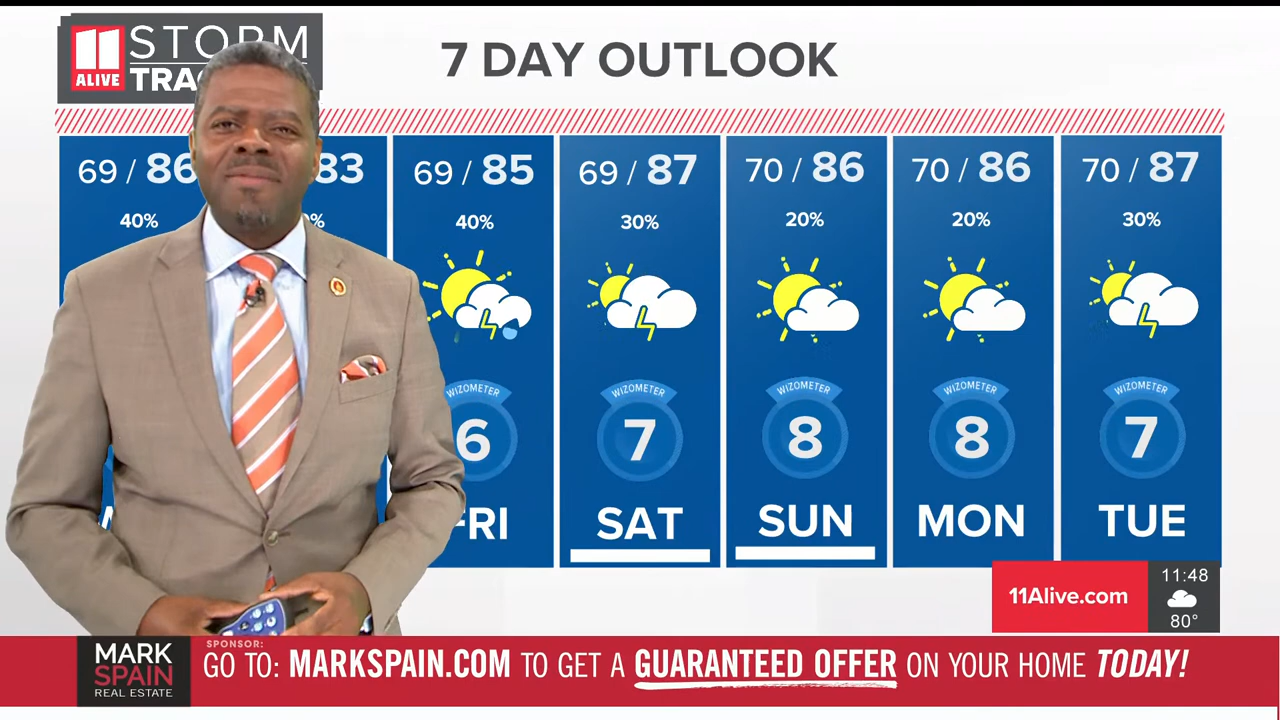 11 ALIVE
STORM
7 DAY OUTLOOK
69 / 86
83
69 / 85
69 / 87
70 / 86
70 / 86
70 / 87
40%
40%
30%
20%
20%
30%
WIZOMETER
WIZOMETER
WIZOMETER
WIZOMETER
WIZOMETER
6
7
8
8
7
FRI
SAT
SUN
MON
TUE
11Alive.com
11:48
80°
MARK
SPAIN
REAL ESTATE
SPONSOR:
GO TO: MARKSPAIN.COM TO GET A GUARANTEED OFFER ON YOUR HOME TODAY!